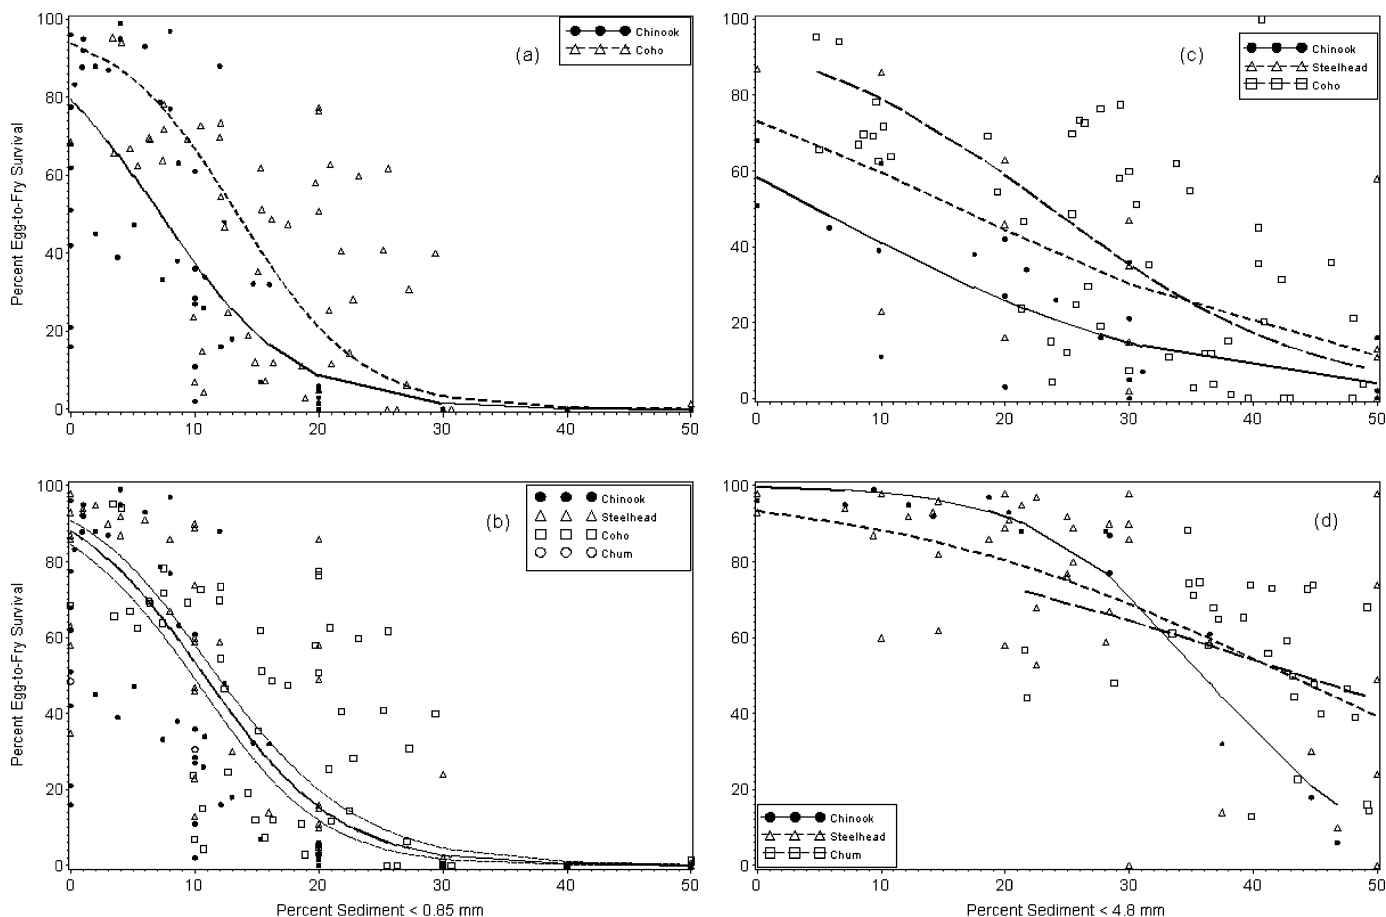 100
80
60
40
20
0
Percent Egg-to-Fry Survival
0 10 20 30 40 50
(a)
Chinook
Coho
100
80
60
40
20
0
0 10 20 30 40 50
(c)
Chinook
Steelhead
Coho
100
80
60
40
20
0
Percent Egg-to-Fry Survival
0 10 20 30 40 50
Percent Sediment < 0.85 mm
(b)
Chinook
Steelhead
Coho
Chum
100
80
60
40
20
0
0 10 20 30 40 50
Percent Sediment < 4.8 mm
(d)
Chinook
Steelhead
Chum